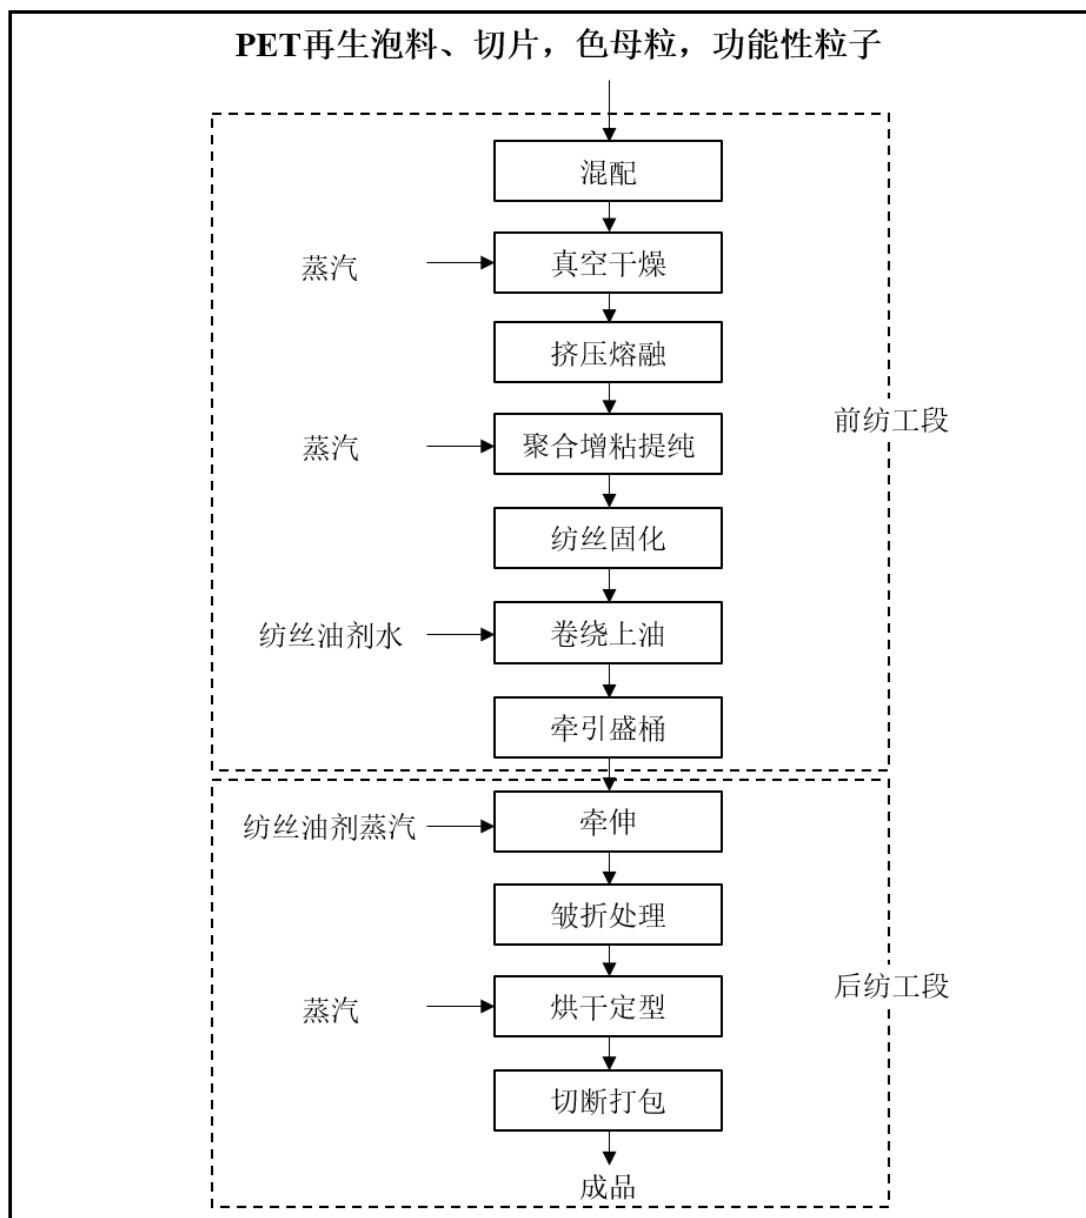 PET再生泡料、切片，色母粒，功能性粒子
混配
蒸汽
真空干燥
挤压熔融
前纺工段
蒸汽
聚合增粘提纯
纺丝固化
纺丝油剂水
卷绕上油
牵引盛桶
纺丝油剂蒸汽
牵伸
皱折处理
后纺工段
蒸汽
烘干定型
切断打包
成品